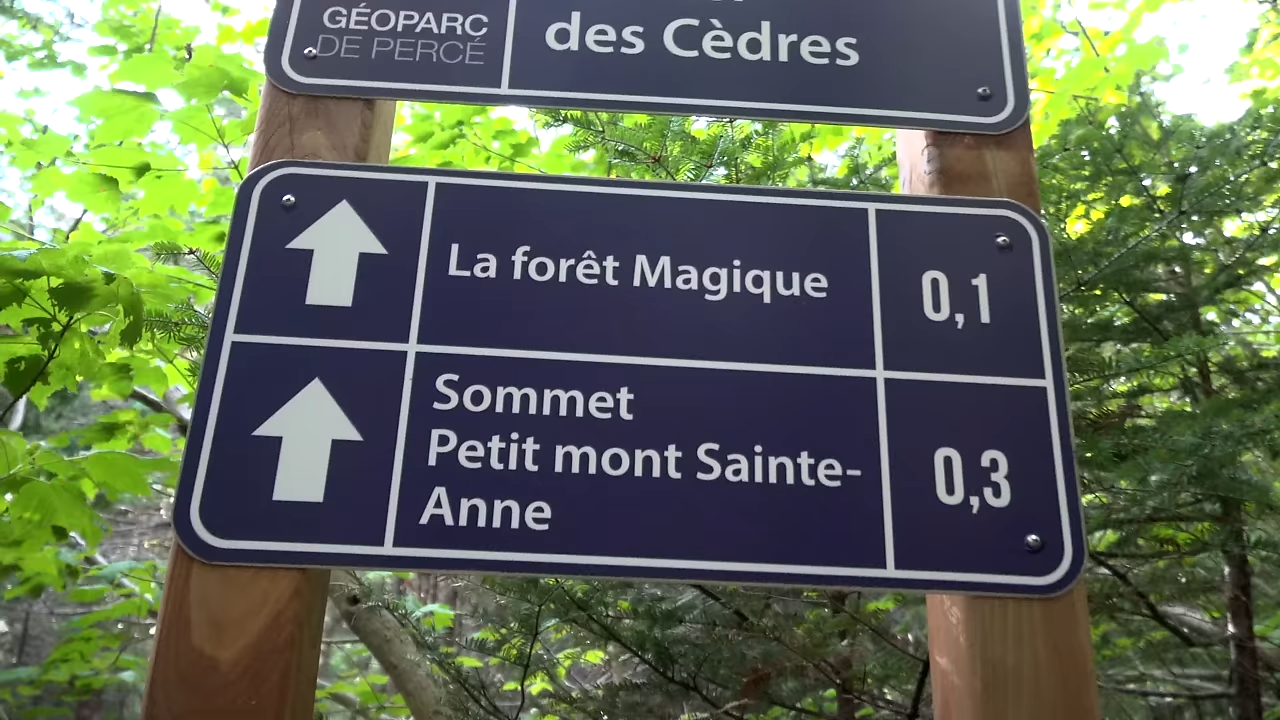 GÉOPARC
DE PERCÉ
des Cèdres
La forêt Magique
0,1
Sommet
Petit mont Sainte-
Anne
0,3